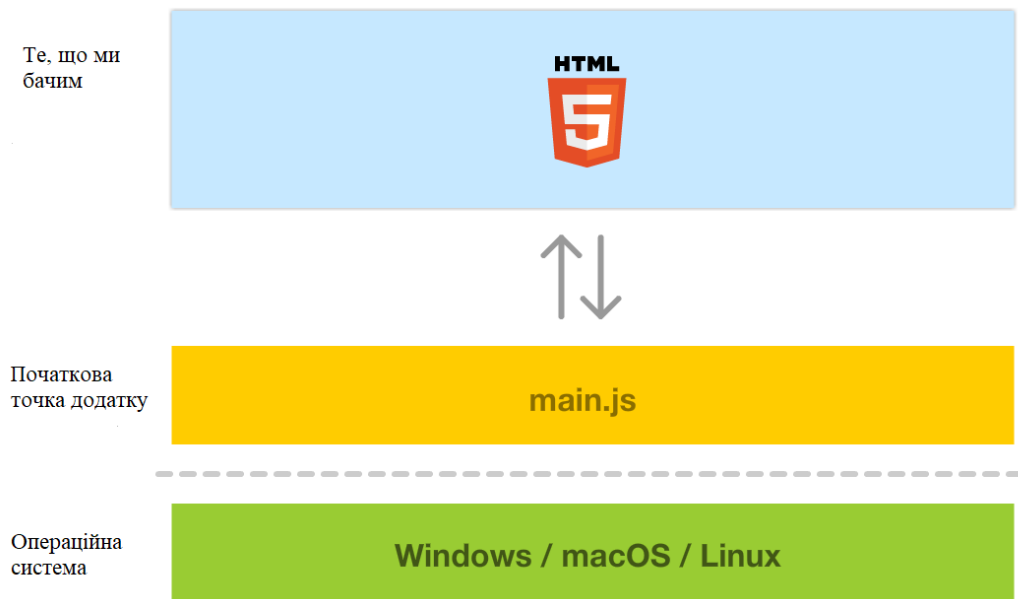 Те, що ми
бачим
HTML
5
Початкова
точка додатку
main.js
Операційна
система
Windows / macOS / Linux